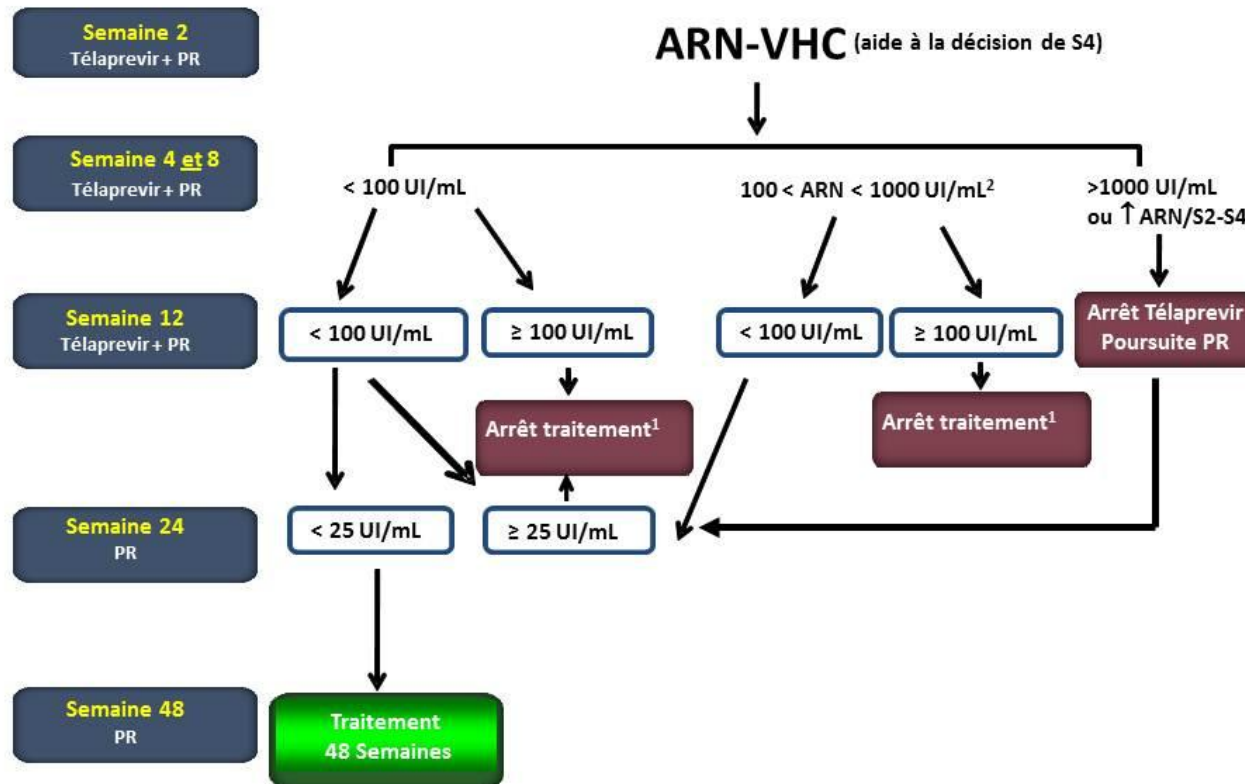 Semaine 2
Télaprevir + PR
ARN-VHC (aide à la décision de S4)
Semaine 4 et 8
Télaprevir + PR
< 100 UI/mL
100 < ARN < 1000 UI/mL²
>1000 UI/mL
ou ↑ ARN/S2-S4
Semaine 12
Télaprevir + PR
< 100 UI/mL
≥ 100 UI/mL
< 100 UI/mL
≥ 100 UI/mL
Arrêt Télaprevir
Poursuite PR
Arrêt traitement¹
Arrêt traitement¹
Semaine 24
PR
< 25 UI/mL
≥ 25 UI/mL
Semaine 48
PR
Traitement
48 Semaines